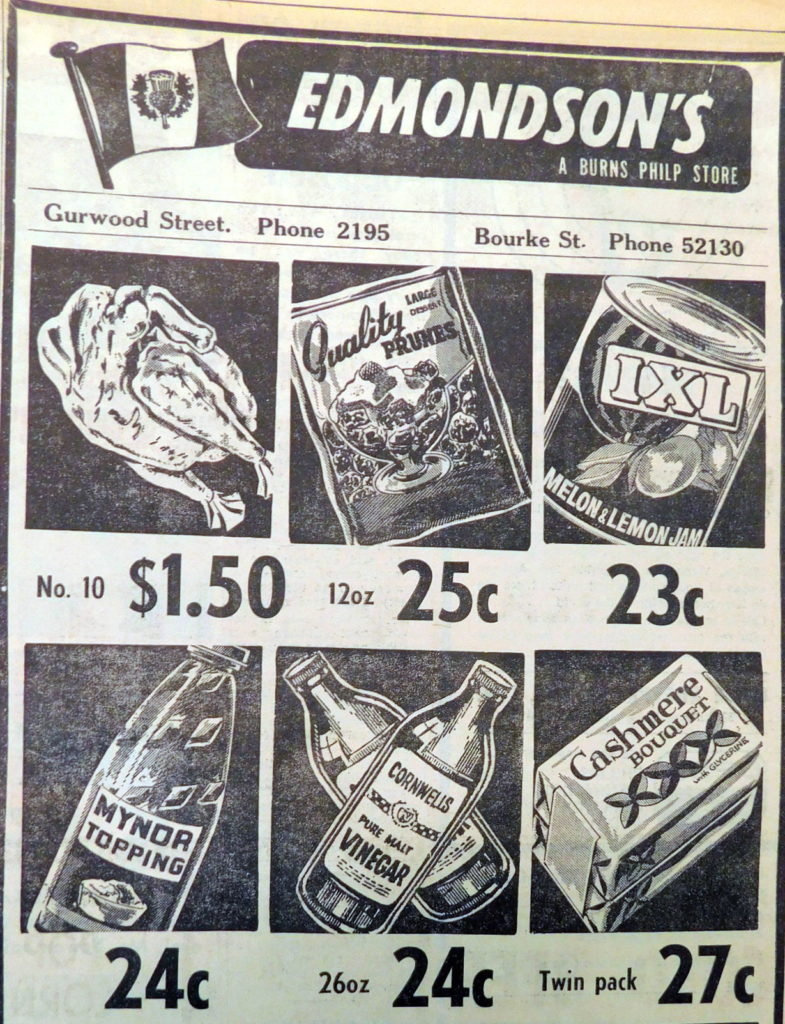 EDMONDSON'S
A BURNS PHILP STORE
Gurwood Street. Phone 2195
Bourke St. Phone 52130
Quality
LARGE
DESSERT
PRUNES
IXL
MELON & LEMON JAM
No. 10 $1.50
12oz 25c
23c
MYNOR
TOPPING
CORNWELLS
PURE MALT
VINEGAR
Cashmere
BOUQUET
WITH GLYCERINE
24c
26oz 24c
Twin pack 27c